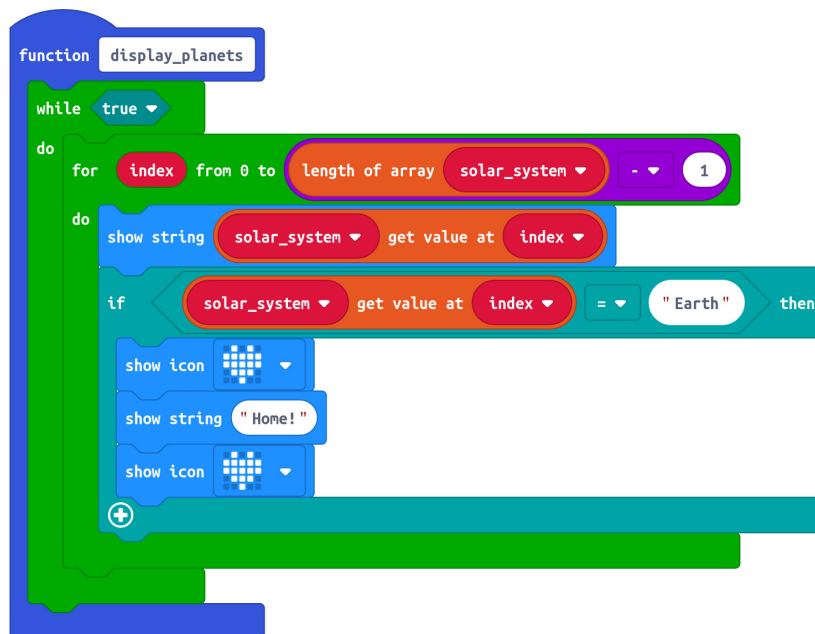 function display_planets
while true
do
for index from 0 to length of array solar_system - 1
do
show string solar_system get value at index
if solar_system get value at index = "Earth" then
show icon
show string "Home!"
show icon